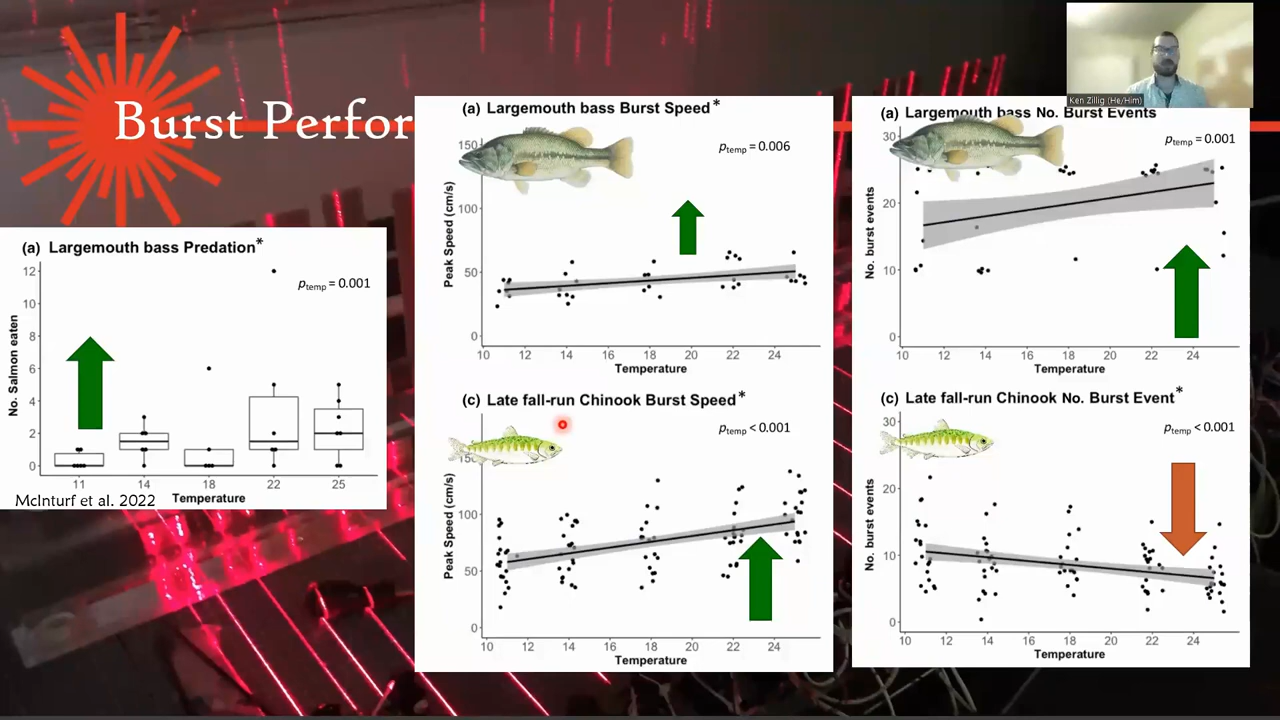 Burst Perfor
Ken Zillig (He/Him)
(a) Largemouth bass Predation*
p temp = 0.001
No. Salmon eaten
12
10
8
6
4
2
0
11 14 18 22 25
Temperature
McInturf et al. 2022
(a) Largemouth bass Burst Speed*
p temp = 0.006
Peak Speed (cm/s)
150
100
50
0
10 12 14 16 18 20 22 24
Temperature
(c) Late fall-run Chinook Burst Speed*
p temp < 0.001
Peak Speed (cm/s)
150
100
50
0
10 12 14 16 18 20 22 24
Temperature
(a) Largemouth bass No. Burst Events
p temp = 0.001
No. burst events
30
20
10
0
10 12 14 16 18 20 22 24
Temperature
(c) Late fall-run Chinook No. Burst Event*
p temp < 0.001
No. burst events
30
20
10
0
10 12 14 16 18 20 22 24
Temperature